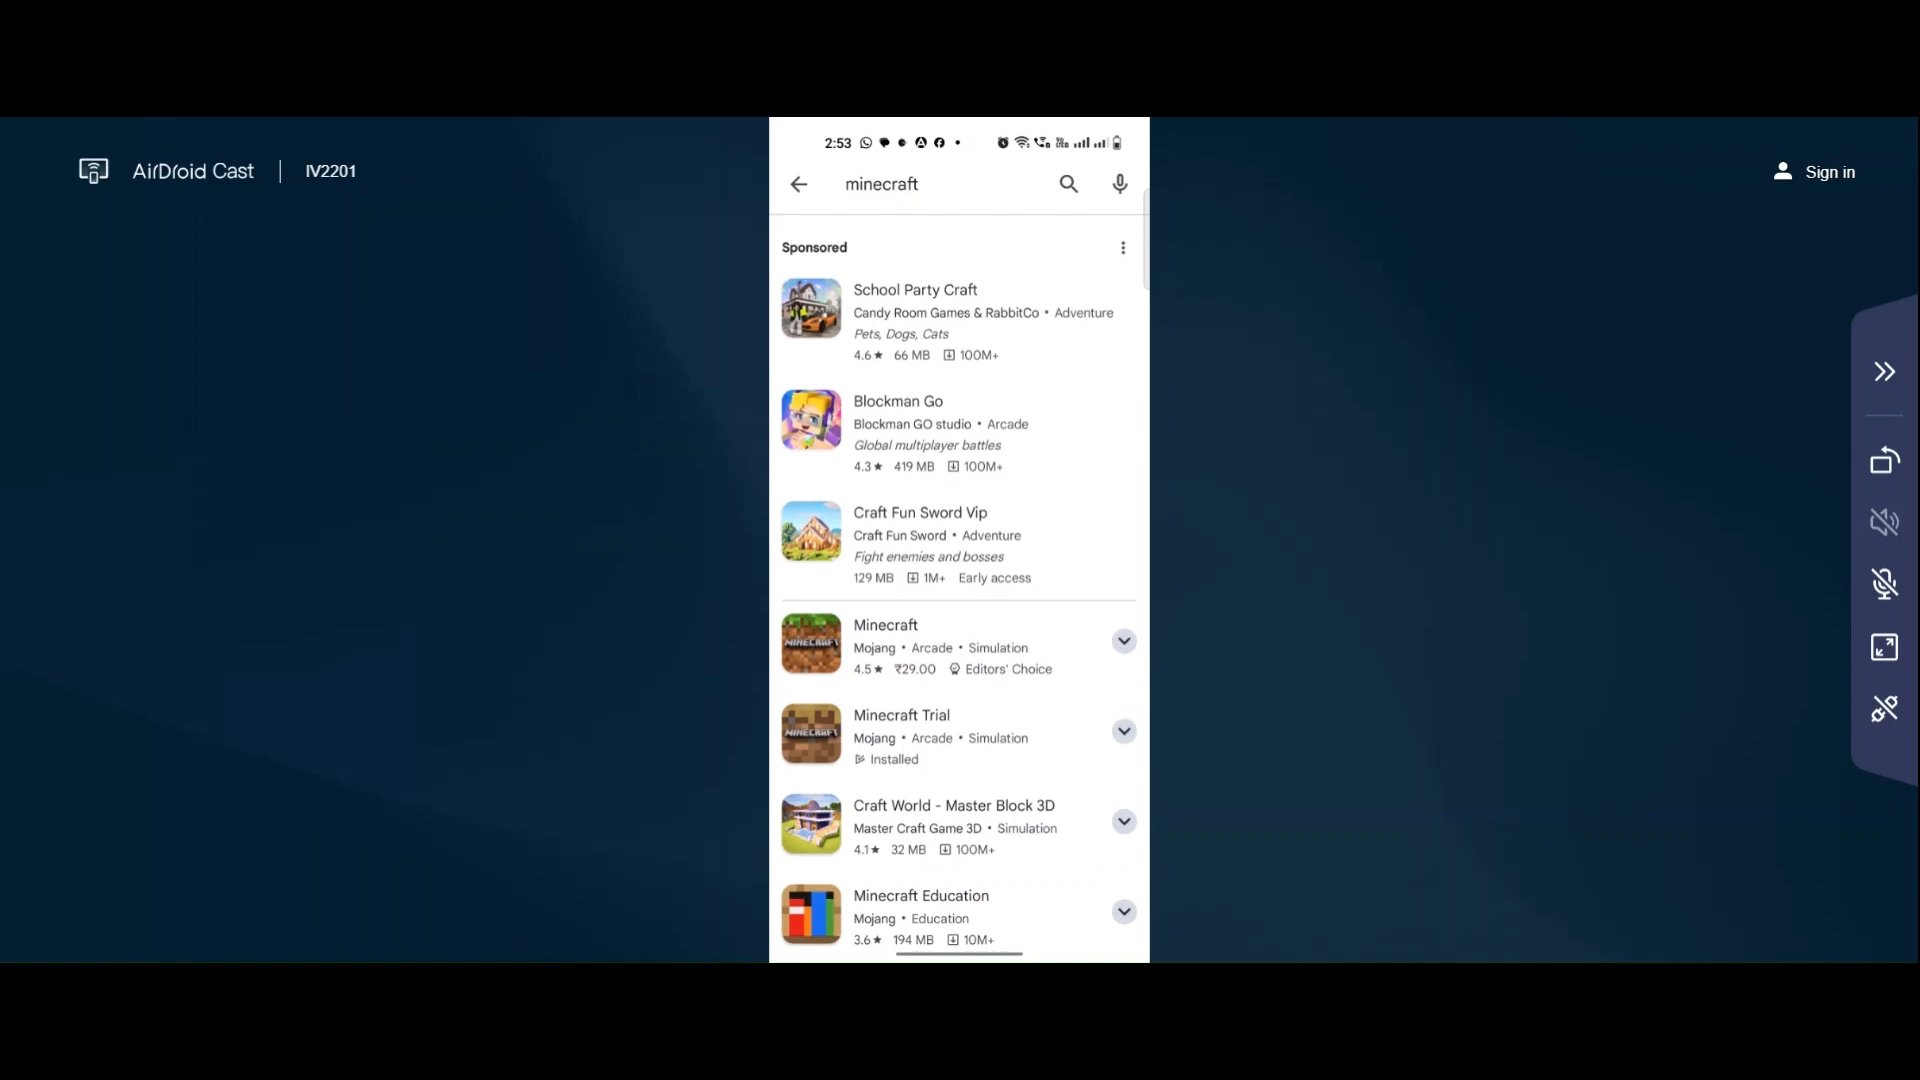 AirDroid Cast | IV2201
Sign in
2:53
minecraft
Sponsored
School Party Craft
Candy Room Games & RabbitCo • Adventure
Pets, Dogs, Cats
4.6★ 66 MB 100M+
Blockman Go
Blockman GO studio • Arcade
Global multiplayer battles
4.3★ 419 MB 100M+
Craft Fun Sword Vip
Craft Fun Sword • Adventure
Fight enemies and bosses
129 MB 1M+ Early access
MINECRAFT
Minecraft
Mojang • Arcade • Simulation
4.5★ ₹29.00 Editors' Choice
MINECRAFT
Minecraft Trial
Mojang • Arcade • Simulation
Installed
Craft World - Master Block 3D
Master Craft Game 3D • Simulation
4.1★ 32 MB 100M+
Minecraft Education
Mojang • Education
3.6★ 194 MB 10M+